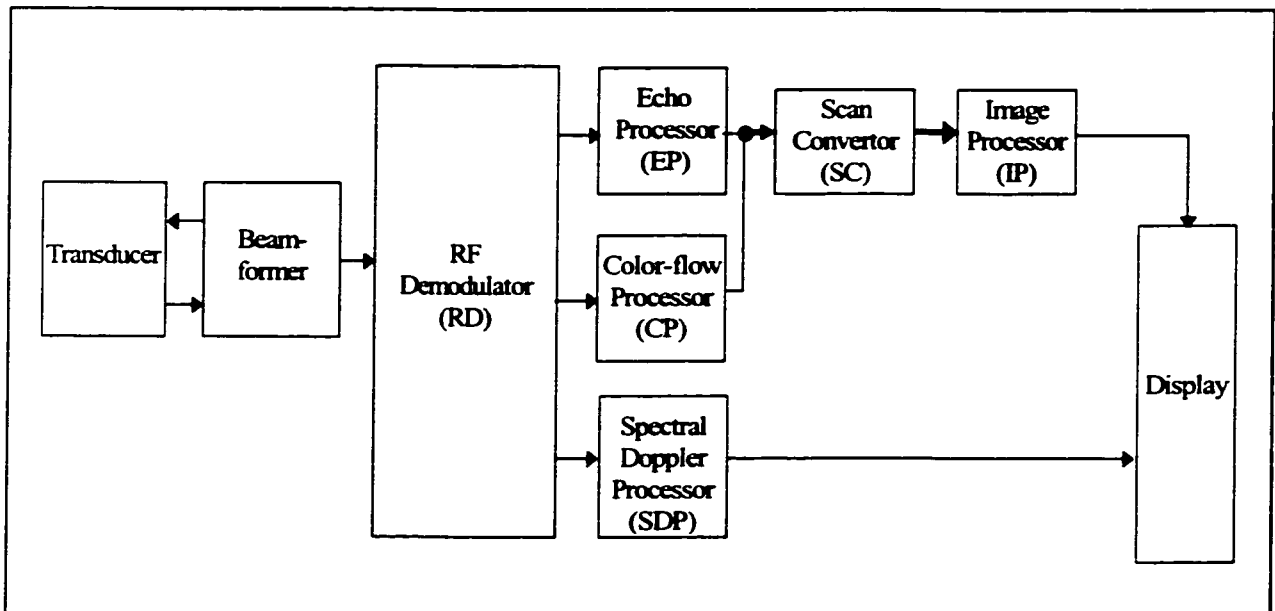 Transducer
Beam-
former
RF
Demodulator
(RD)
Echo
Processor
(EP)
Color-flow
Processor
(CP)
Spectral
Doppler
Processor
(SDP)
Scan
Convertor
(SC)
Image
Processor
(IP)
Display